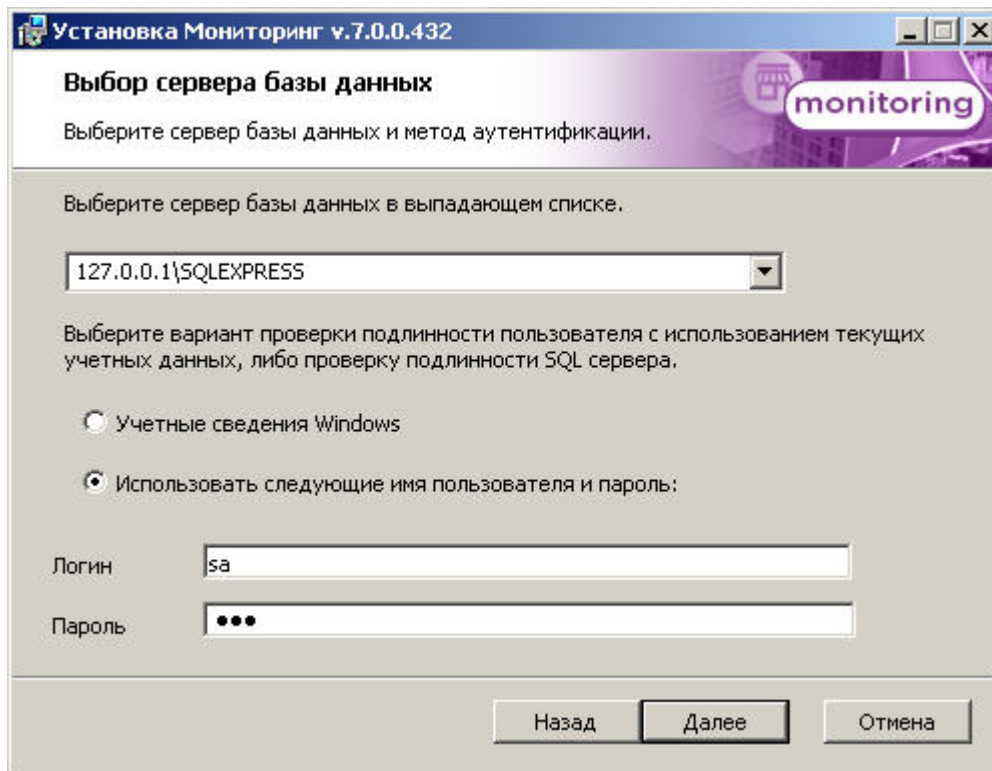 Установка Мониторинг v.7.0.0.432
Выбор сервера базы данных
monitoring
Выберите сервер базы данных и метод аутентификации.
Выберите сервер базы данных в выпадающем списке.
127.0.0.1\SQLEXPRESS
Выберите вариант проверки подлинности пользователя с использованием текущих
учетных данных, либо проверку подлинности SQL сервера.
Учетные сведения Windows
Использовать следующие имя пользователя и пароль:
Логин
sa
Пароль
•••
Назад
Далее
Отмена